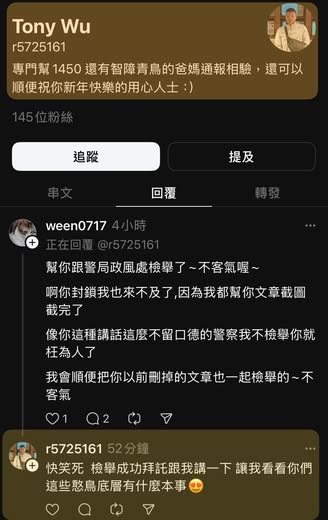 Tony Wu
r5725161
專門幫 1450 還有智障青鳥的爸媽通報相驗，還可以
順便祝你新年快樂的用心人士 :)
145 位粉絲
追蹤
提及
串文
回覆
轉發
ween0717 4小時
正在回覆 @r5725161
幫你跟警局政風處檢舉了～不客氣喔～
啊你封鎖我也來不及了,因為我都幫你文章截圖
截完了
像你這種講話這麼不留口德的警察我不檢舉你就
枉為人了
我會順便把你以前刪掉的文章也一起檢舉的～不
客氣
1
2
r5725161 52分鐘
快笑死 檢舉成功拜託跟我講一下 讓我看看你們
這些憨鳥底層有什麼本事😍